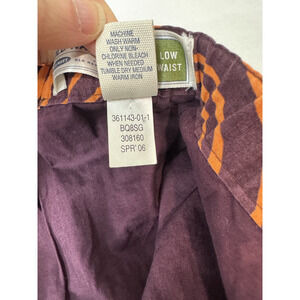 MACHINE
WASH WARM
ONLY NON-
CHLORINE BLEACH
WHEN NEEDED
TUMBLE DRY MEDIUM
WARM IRON
LOW
WAIST
361143-01-1
BQ8SG
308160
SPR' 06